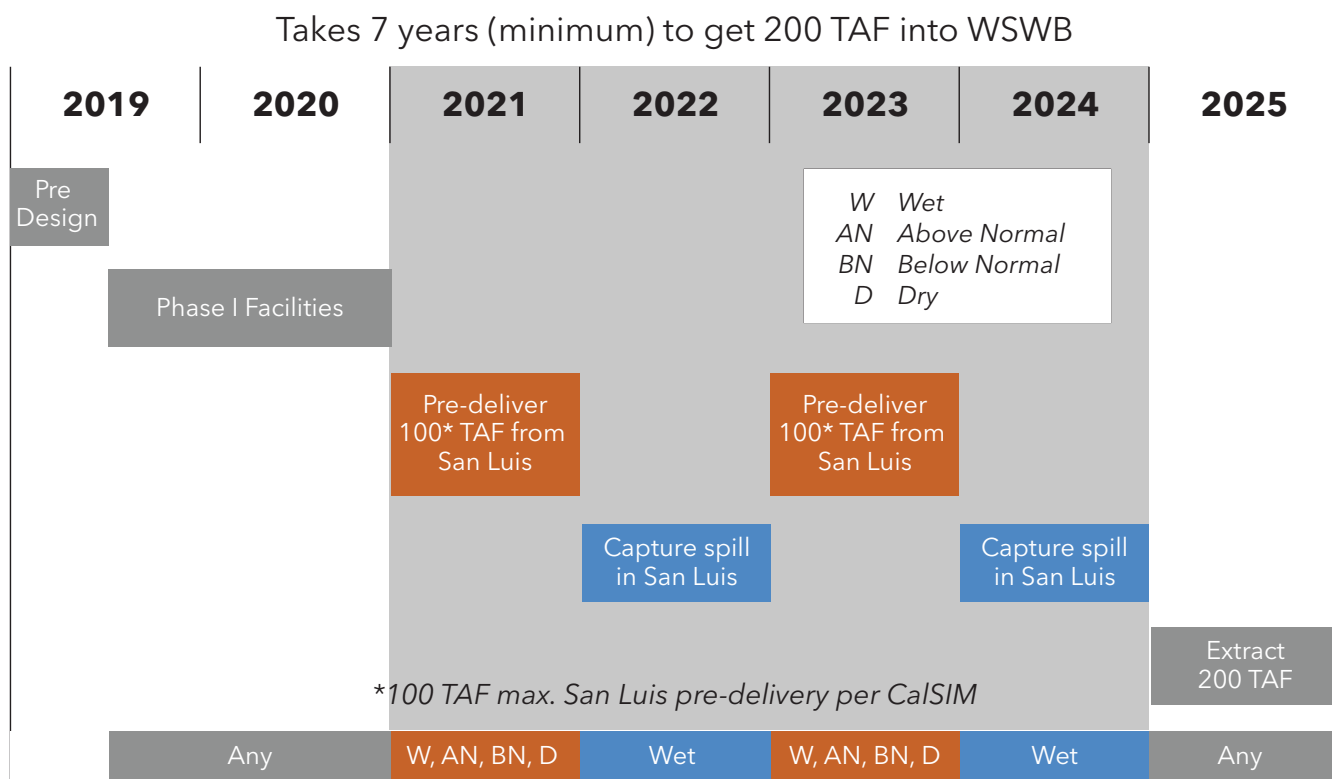 Takes 7 years (minimum) to get 200 TAF into WSWB
2019 2020 2021 2022 2023 2024 2025
Pre
Design
W Wet
AN Above Normal
BN Below Normal
D Dry
Phase I Facilities
Pre-deliver
100* TAF from
San Luis
Pre-deliver
100* TAF from
San Luis
Capture spill
in San Luis
Capture spill
in San Luis
Extract
200 TAF
*100 TAF max. San Luis pre-delivery per CalSIM
Any W, AN, BN, D Wet W, AN, BN, D Wet Any